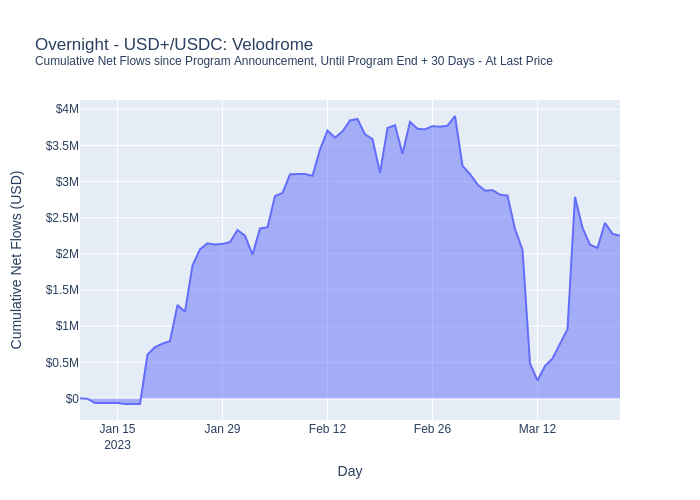 Overnight - USD+/USDC: Velodrome
Cumulative Net Flows since Program Announcement, Until Program End + 30 Days - At Last Price
$4M
$3.5M
$3M
$2.5M
$2M
$1.5M
$1M
$0.5M
$0
Cumulative Net Flows (USD)
Jan 15
2023
Jan 29
Feb 12
Feb 26
Mar 12
Day